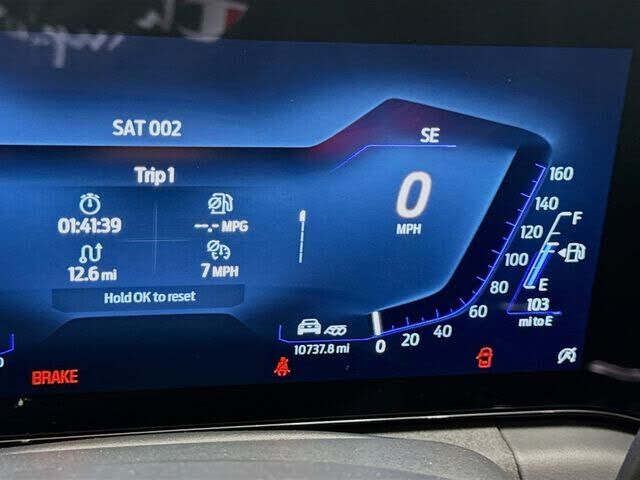 SAT 002
SE
Trip 1
01:41:39
--.- MPG
12.6 mi
7 MPH
Hold OK to reset
0
MPH
160
140
120
100
80
60
40
20
0
F
E
103
mi to E
10737.8 mi
BRAKE